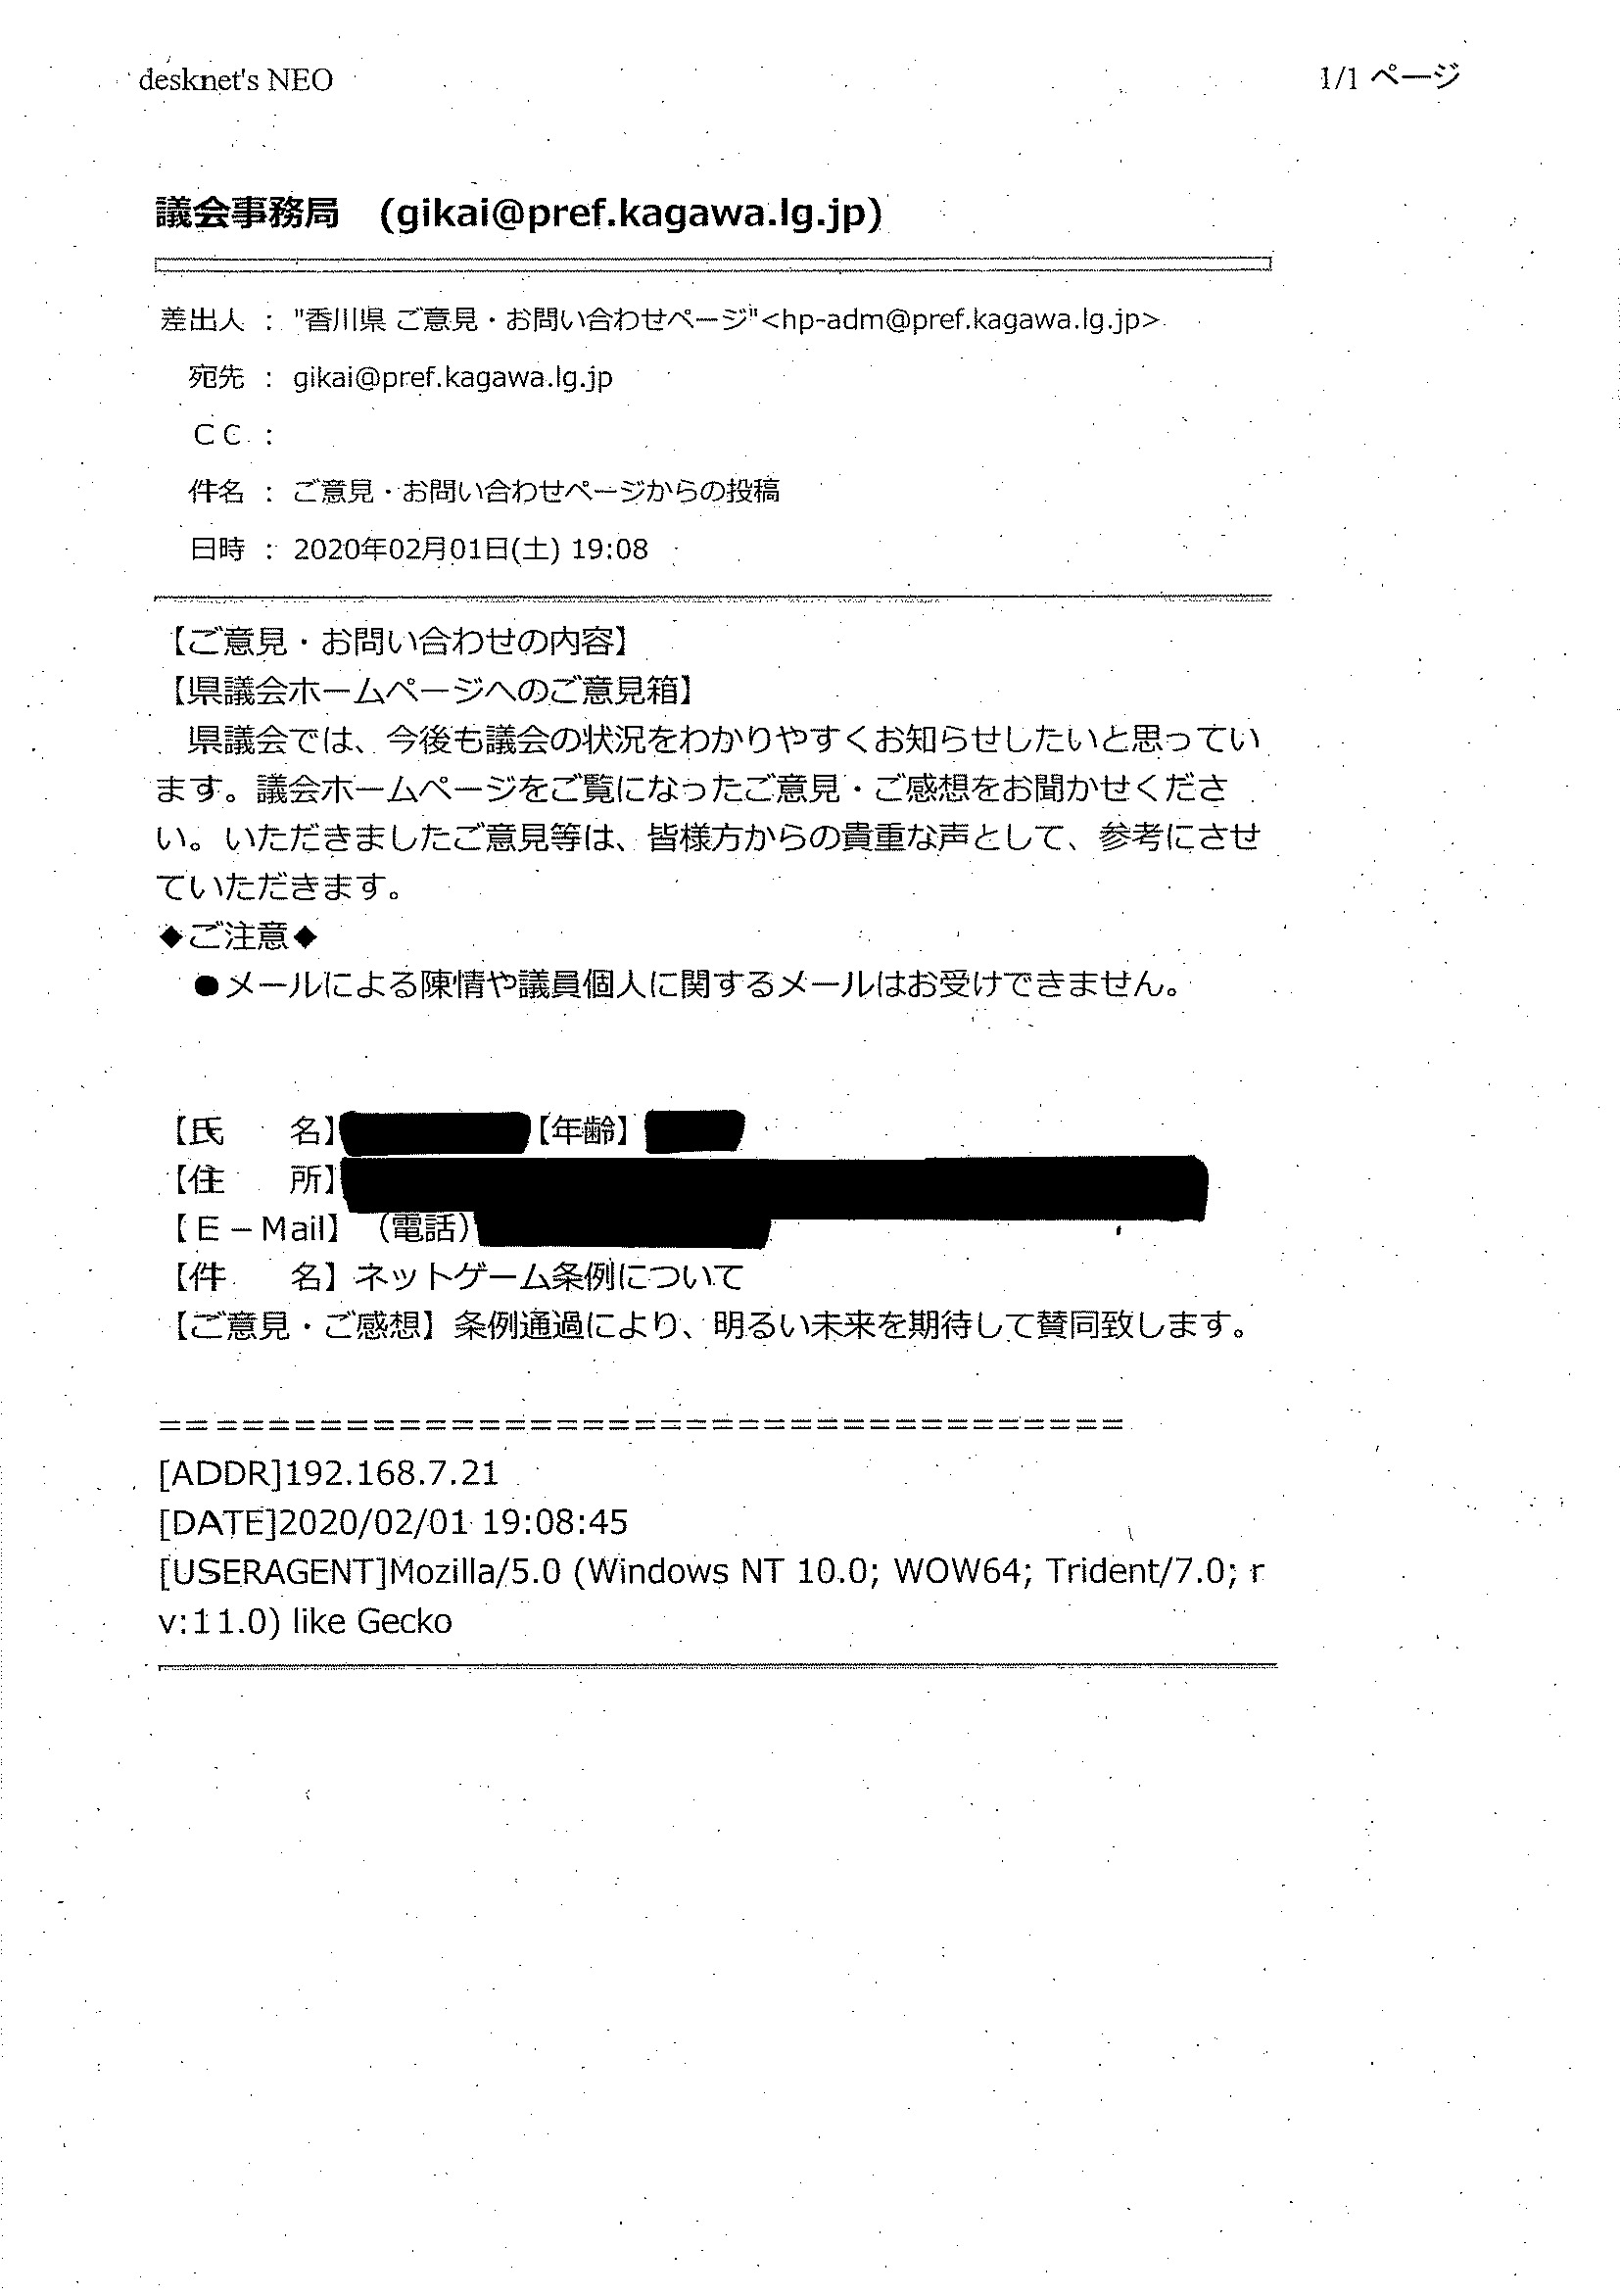 desknet's NEO
1/1 ページ
議会事務局　(gikai@pref.kagawa.lg.jp)
差出人 ： "香川県 ご意見・お問い合わせページ"<hp-adm@pref.kagawa.lg.jp>
宛先 ： gikai@pref.kagawa.lg.jp
ＣＣ ：
件名 ： ご意見・お問い合わせページからの投稿
日時 ： 2020年02月01日(土) 19:08
【ご意見・お問い合わせの内容】
【県議会ホームページへのご意見箱】
　県議会では、今後も議会の状況をわかりやすくお知らせしたいと思ってい
ます。議会ホームページをご覧になったご意見・ご感想をお聞かせくださ
い。いただきましたご意見等は、皆様方からの貴重な声として、参考にさせ
ていただきます。
◆ご注意◆
　●メールによる陳情や議員個人に関するメールはお受けできません。
【氏　　名】【年齢】
【住　　所】
【Ｅ－Mail】（電話）
【件　　名】ネットゲーム条例について
【ご意見・ご感想】条例通過により、明るい未来を期待して賛同致します。
=====================================
[ADDR]192.168.7.21
[DATE]2020/02/01 19:08:45
[USERAGENT]Mozilla/5.0 (Windows NT 10.0; WOW64; Trident/7.0; r
v:11.0) like Gecko